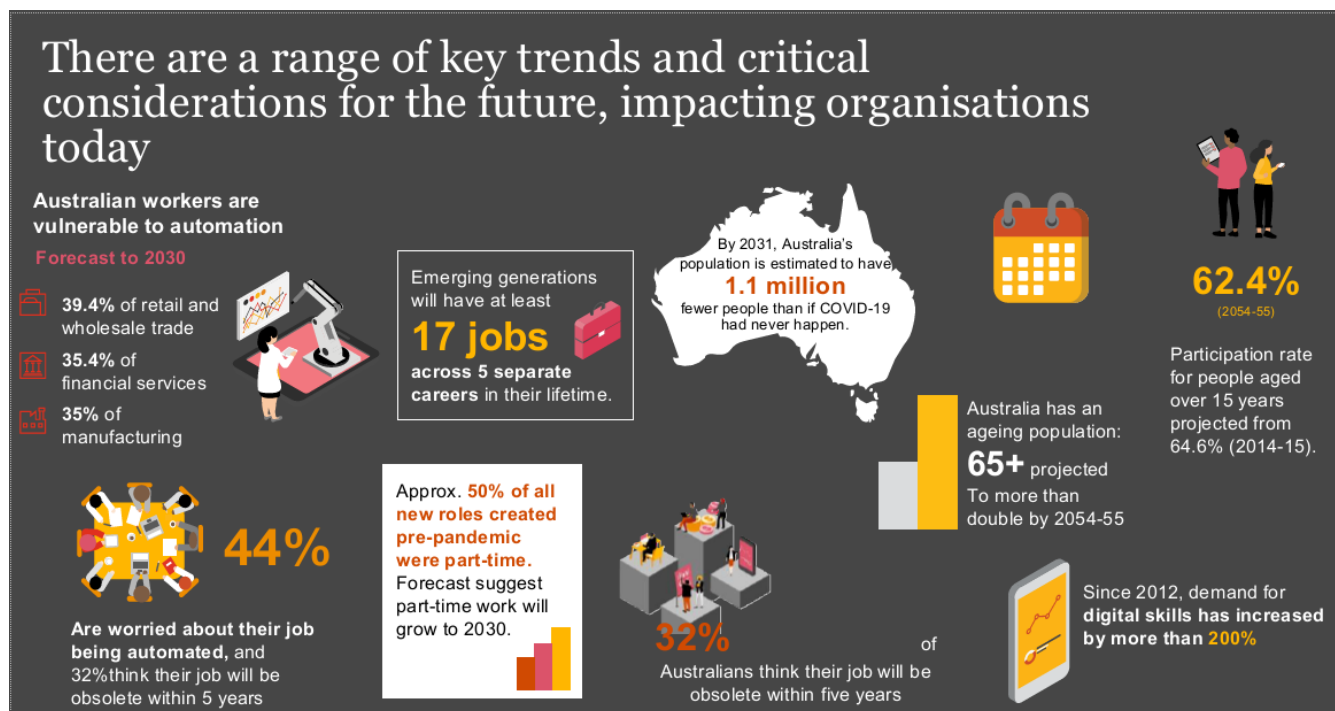 There are a range of key trends and critical
considerations for the future, impacting organisations
today
Australian workers are
vulnerable to automation
Forecast to 2030
39.4% of retail and
wholesale trade
35.4% of
financial services
35% of
manufacturing
Emerging generations
will have at least
17 jobs
across 5 separate
careers in their lifetime.
By 2031, Australia's
population is estimated to have
1.1 million
fewer people than if COVID-19
had never happen.
62.4%
(2054-55)
Participation rate
for people aged
over 15 years
projected from
64.6% (2014-15).
Australia has an
ageing population:
65+ projected
To more than
double by 2054-55
44%
Are worried about their job
being automated, and
32%think their job will be
obsolete within 5 years
Approx. 50% of all
new roles created
pre-pandemic
were part-time.
Forecast suggest
part-time work will
grow to 2030.
32% of
Australians think their job will be
obsolete within five years
Since 2012, demand for
digital skills has increased
by more than 200%